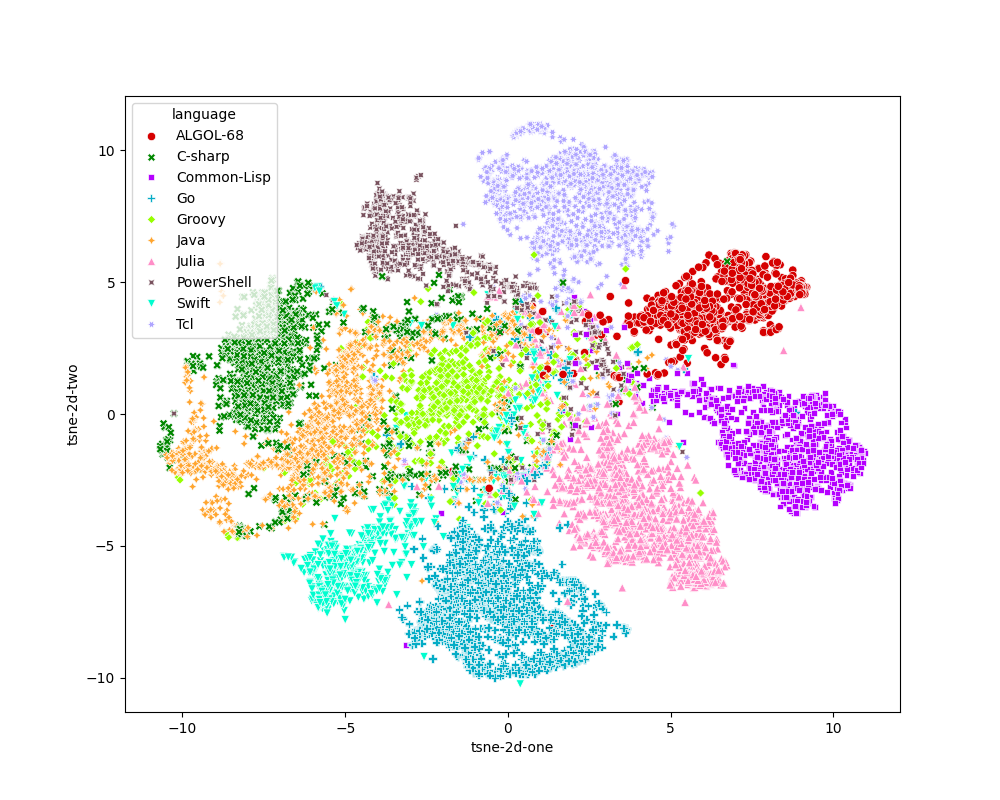 language
ALGOL-68
C-sharp
Common-Lisp
Go
Groovy
Java
Julia
PowerShell
Swift
Tcl
10
5
0
−5
−10
tsne-2d-two
−10
−5
0
5
10
tsne-2d-one